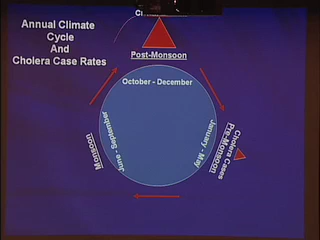 Annual Climate
Cycle
And
Cholera Case Rates
Post-Monsoon
October - December
January - May
Cholera Cases
Pre-Monsoon
June - September
Monsoon